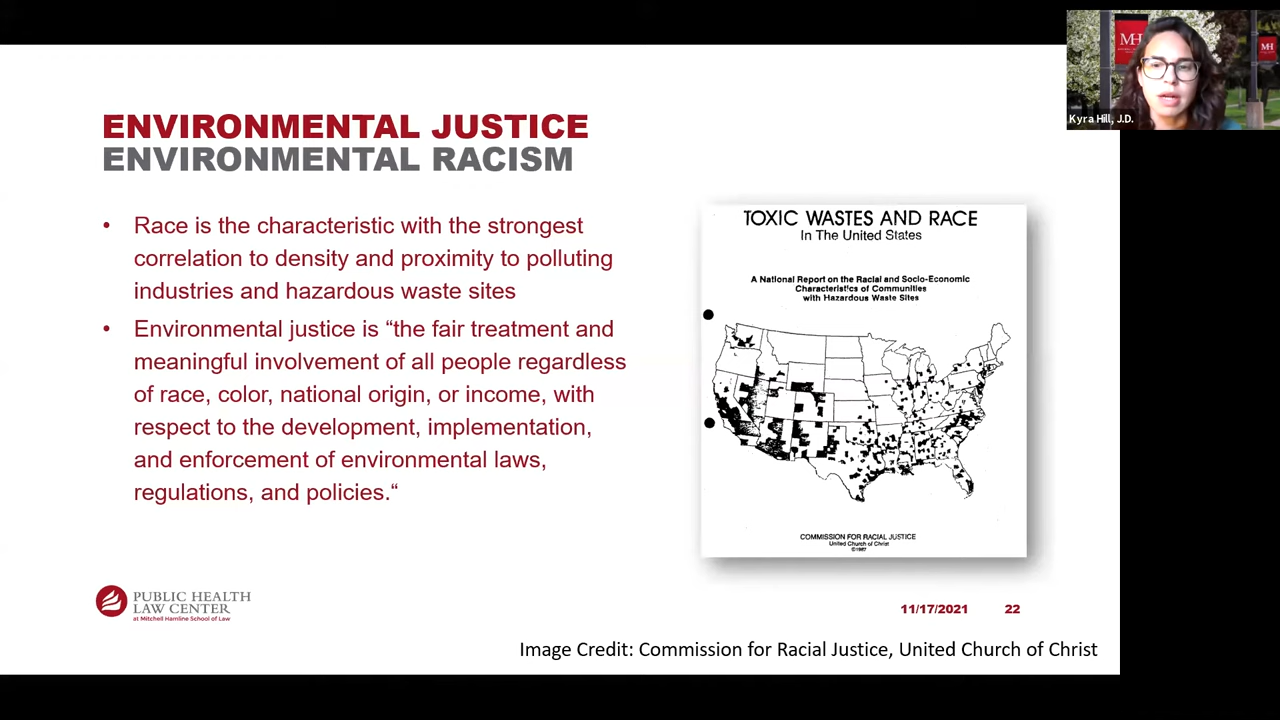 MH
MH
Kyra Hill, J.D.
ENVIRONMENTAL JUSTICE
ENVIRONMENTAL RACISM
• Race is the characteristic with the strongest
correlation to density and proximity to polluting
industries and hazardous waste sites
• Environmental justice is “the fair treatment and
meaningful involvement of all people regardless
of race, color, national origin, or income, with
respect to the development, implementation,
and enforcement of environmental laws,
regulations, and policies.“
TOXIC WASTES AND RACE
In The United States
A National Report on the Racial and Socio-Economic
Characteristics of Communities
with Hazardous Waste Sites
COMMISSION FOR RACIAL JUSTICE
United Church of Christ
©1987
PUBLIC HEALTH
LAW CENTER
at Mitchell Hamline School of Law
11/17/2021 22
Image Credit: Commission for Racial Justice, United Church of Christ